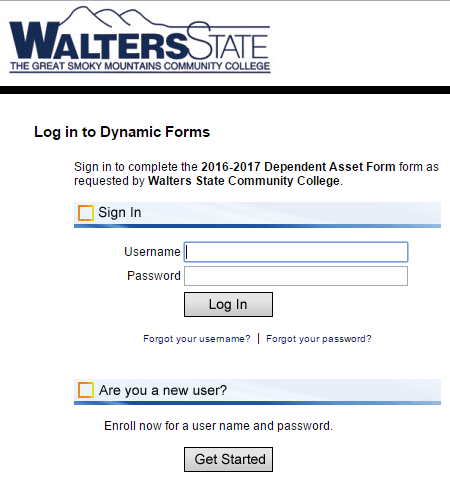 WALTERSSTATE
THE GREAT SMOKY MOUNTAINS COMMUNITY COLLEGE
Log in to Dynamic Forms
Sign in to complete the 2016-2017 Dependent Asset Form form as
requested by Walters State Community College.
Sign In
Username
Password
Log In
Forgot your username? | Forgot your password?
Are you a new user?
Enroll now for a user name and password.
Get Started